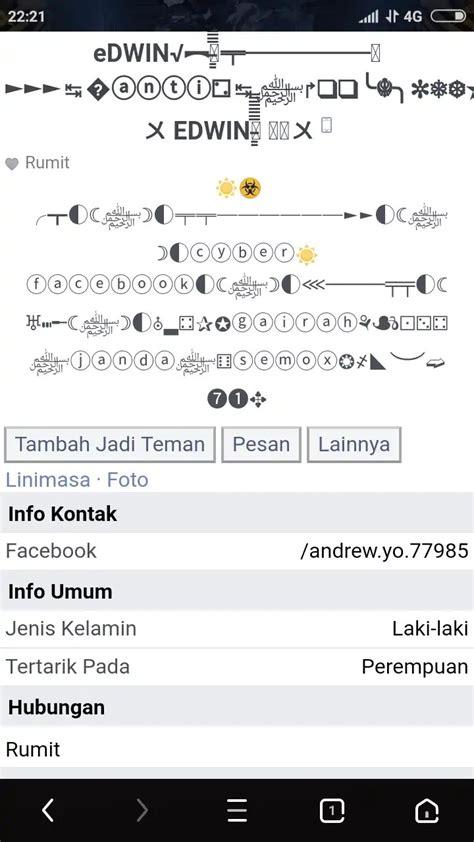 22:21 4G
eDWIN√
►►► ↹ �ⓐⓝⓣⓘ⚃↹﷽↱❏❏╰☬╮✼❄❆
乂 EDWIN 乂
Rumit
☀☣
╭┬◐☾﷽☽◐┬┬──────►►◐☾﷽
☽◐ⓒⓨⓑⓔⓡ☀
ⓕⓐⓒⓔⓑⓞⓞⓚ◐☾﷽☽◐⋘────╤╤◐☾
♅┅━☾﷽☽◐♁▂⚃✰✪ⓖⓐⓘⓡⓐⓗ⚘☙⚀⚂⚃
﷽ⓙⓐⓝⓓⓐ﷽⚅ⓢⓔⓜⓞⓧ❂☡◣︶➫
❼❶✥
Tambah Jadi Teman Pesan Lainnya
Linimasa · Foto
Info Kontak
Facebook /andrew.yo.77985
Info Umum
Jenis Kelamin Laki-laki
Tertarik Pada Perempuan
Hubungan
Rumit
1